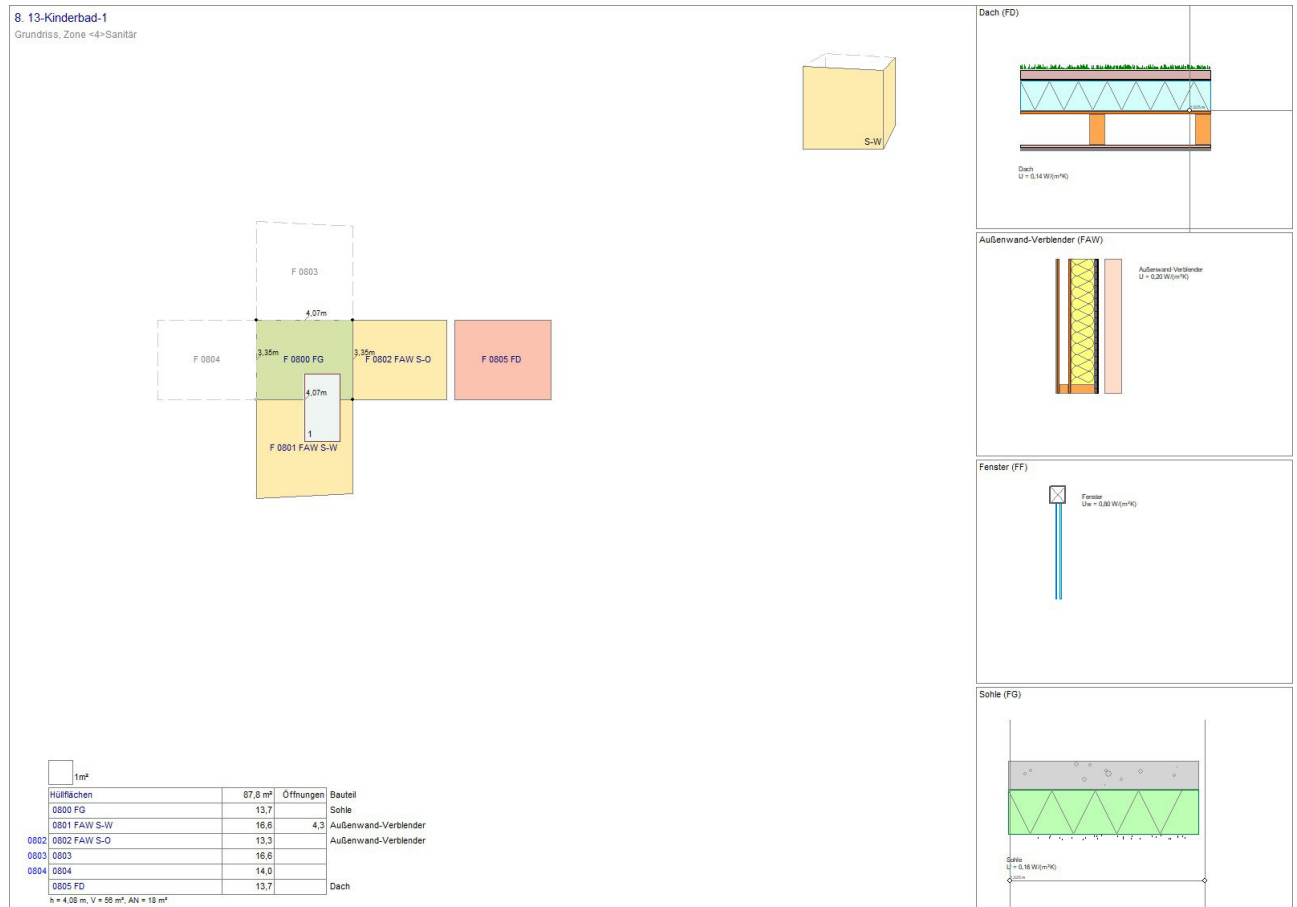 8. 13-Kinderbad-1
Grundriss, Zone <4>Sanitär
S-W
F 0803
4,07m
F 0804
3,35m
F 0800 FG
3,35m
F 0802 FAW S-O
F 0805 FD
4,07m
1
F 0801 FAW S-W
1m²
Hüllflächen 87,8 m² Öffnungen Bauteil
0800 FG 13,7 Sohle
0801 FAW S-W 16,6 4,3 Außenwand-Verblender
0802 0802 FAW S-O 13,3 Außenwand-Verblender
0803 0803 16,6
0804 0804 14,0
0805 FD 13,7 Dach
h = 4,08 m, V = 56 m³, AN = 18 m²
Dach (FD)
Dach
U = 0,14 W/(m²K)
Außenwand-Verblender (FAW)
Außenwand-Verblender
U = 0,20 W/(m²K)
Fenster (FF)
Fenster
Uw = 0,80 W/(m²K)
Sohle (FG)
Sohle
U = 0,16 W/(m²K)